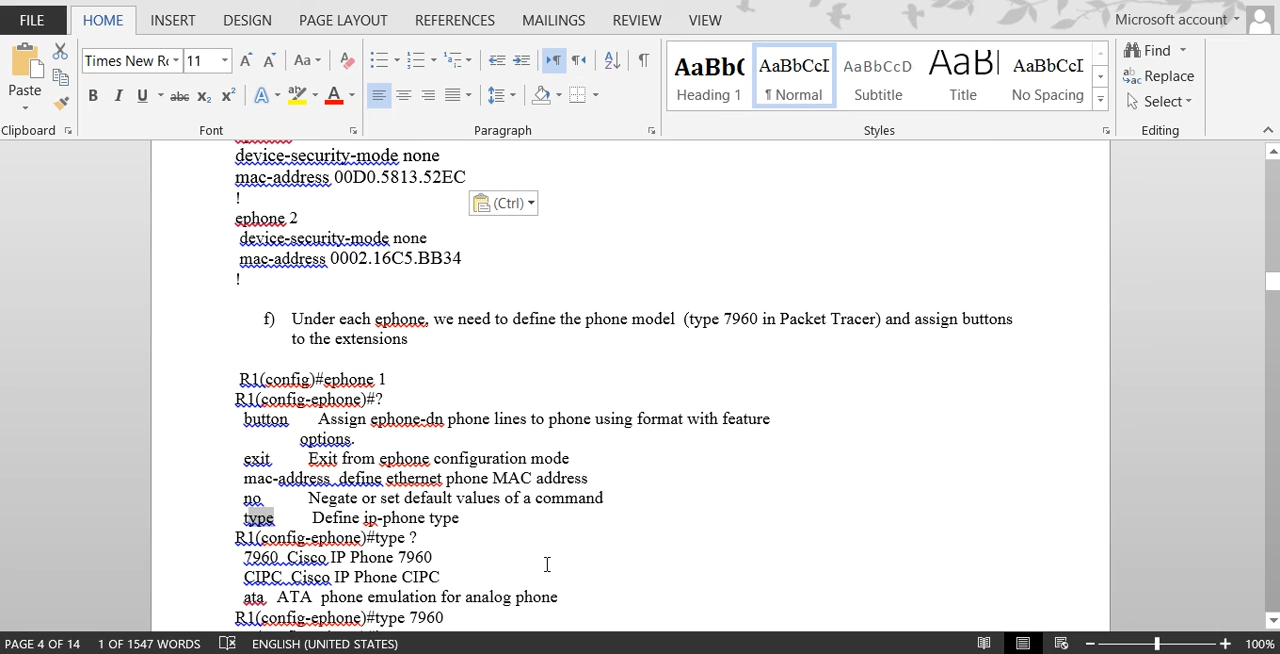 FILE HOME INSERT DESIGN PAGE LAYOUT REFERENCES MAILINGS REVIEW VIEW Microsoft account
Times New R 11 Aa
Paste
B I U abc X2 X2 A ab A
AaBb( AaBbCcI AaBbCcD AaB AaBbCcI
Heading 1 ¶ Normal Subtitle Title No Spacing
Find
Replace
Select
Clipboard Font Paragraph Styles Editing
device-security-mode none
mac-address 00D0.5813.52EC
!
(Ctrl)
ephone 2
device-security-mode none
mac-address 0002.16C5.BB34
!
f) Under each ephone, we need to define the phone model (type 7960 in Packet Tracer) and assign buttons
to the extensions
R1(config)#ephone 1
R1(config-ephone)#?
button Assign ephone-dn phone lines to phone using format with feature
options.
exit Exit from ephone configuration mode
mac-address define ethernet phone MAC address
no Negate or set default values of a command
type Define ip-phone type
R1(config-ephone)#type ?
7960 Cisco IP Phone 7960
CIPC Cisco IP Phone CIPC
ata ATA phone emulation for analog phone
R1(config-ephone)#type 7960
PAGE 4 OF 14 1 OF 1547 WORDS ENGLISH (UNITED STATES) 100%